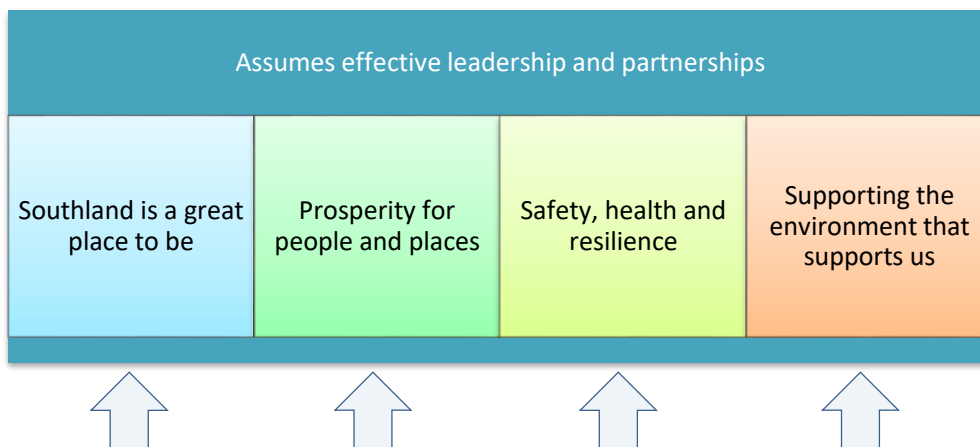 Assumes effective leadership and partnerships
Southland is a great
place to be
Prosperity for
people and places
Safety, health and
resilience
Supporting the
environment that
supports us